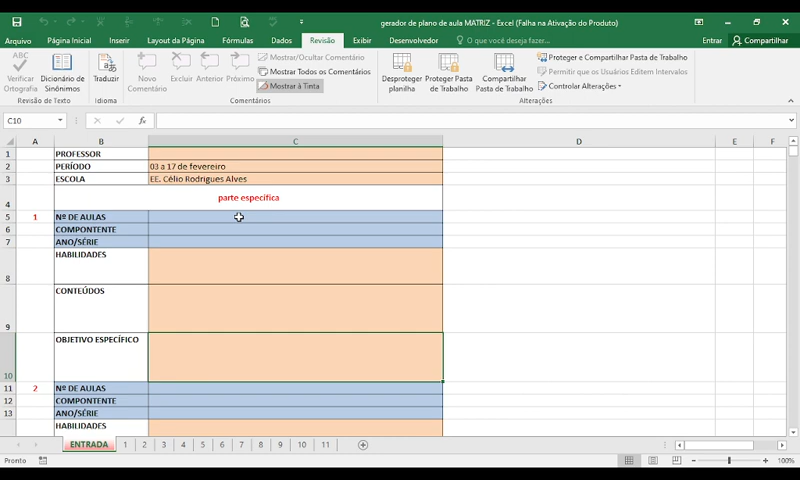 gerador de plano de aula MATRIZ - Excel (Falha na Ativação do Produto)
Arquivo Página Inicial Inserir Layout da Página Fórmulas Dados Revisão Exibir Desenvolvedor O que você deseja fazer... Entrar Compartilhar
Verificar Ortografia
Dicionário de Sinônimos
Revisão de Texto
Traduzir
Idioma
Novo Comentário
Excluir
Anterior
Próximo
Mostrar/Ocultar Comentário
Mostrar Todos os Comentários
Mostrar à Tinta
Comentários
Desproteger planilha
Proteger Pasta de Trabalho
Compartilhar Pasta de Trabalho
Proteger e Compartilhar Pasta de Trabalho
Permitir que os Usuários Editem Intervalos
Controlar Alterações
Alterações
C10 fx
A B C D E F
1 PROFESSOR
2 PERÍODO 03 a 17 de fevereiro
3 ESCOLA EE. Célio Rodrigues Alves
4 parte específica
5 1 Nº DE AULAS
6 COMPONTENTE
7 ANO/SÉRIE
8 HABILIDADES
9 CONTEÚDOS
10 OBJETIVO ESPECÍFICO
11 2 Nº DE AULAS
12 COMPONTENTE
13 ANO/SÉRIE
HABILIDADES
ENTRADA 1 2 3 4 5 6 7 8 9 10 11
Pronto 100%